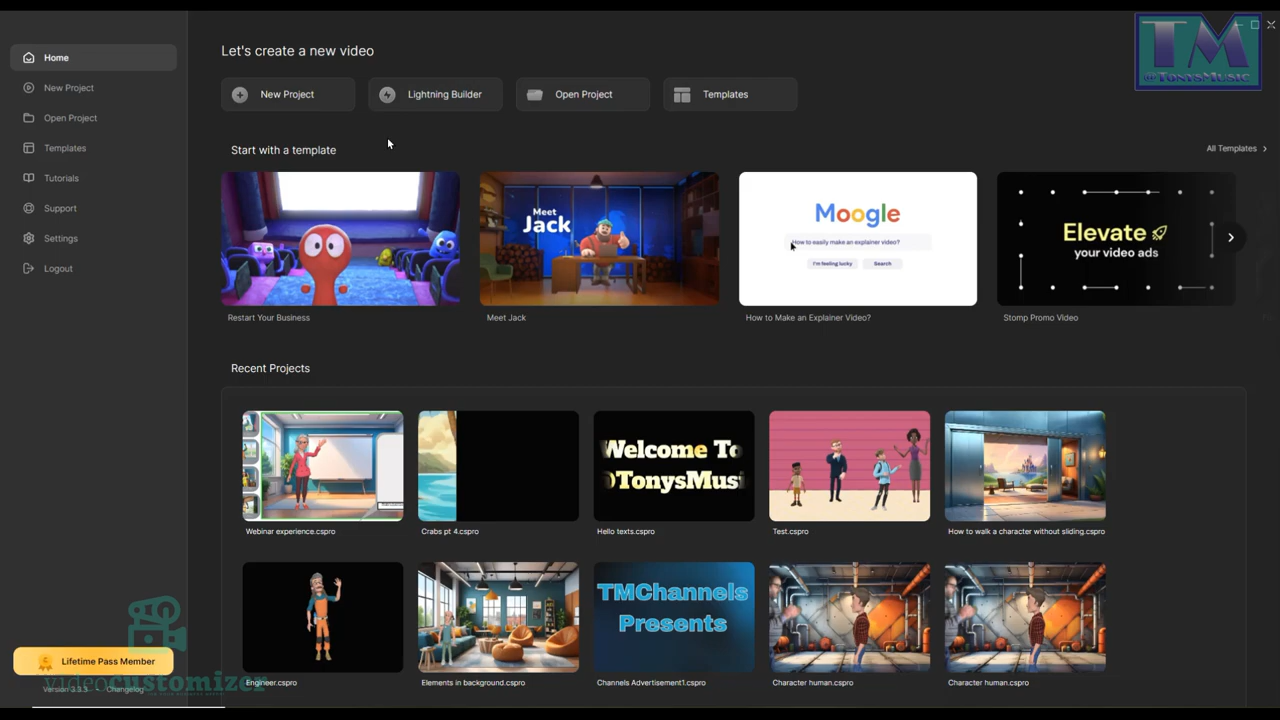 Home
New Project
Open Project
Templates
Tutorials
Support
Settings
Logout
Lifetime Pass Member
Version 3.3.5 - Changelog
videocustomizer
Let's create a new video
TM
@TONYSMUSIC
New Project
Lightning Builder
Open Project
Templates
Start with a template
All Templates
Meet
Jack
Moogle
How to easily make an explainer video?
I'm feeling lucky
Search
Elevate
your video ads
Restart Your Business
Meet Jack
How to Make an Explainer Video?
Stomp Promo Video
Recent Projects
Welcome To
@TonysMusi
Webinar experience.cspro
Crabs pt 4.cspro
Hello texts.cspro
Test.cspro
How to walk a character without sliding.cspro
TMChannels
Presents
Engineer.cspro
Elements in background.cspro
Channels Advertisement1.cspro
Character human.cspro
Character human.cspro